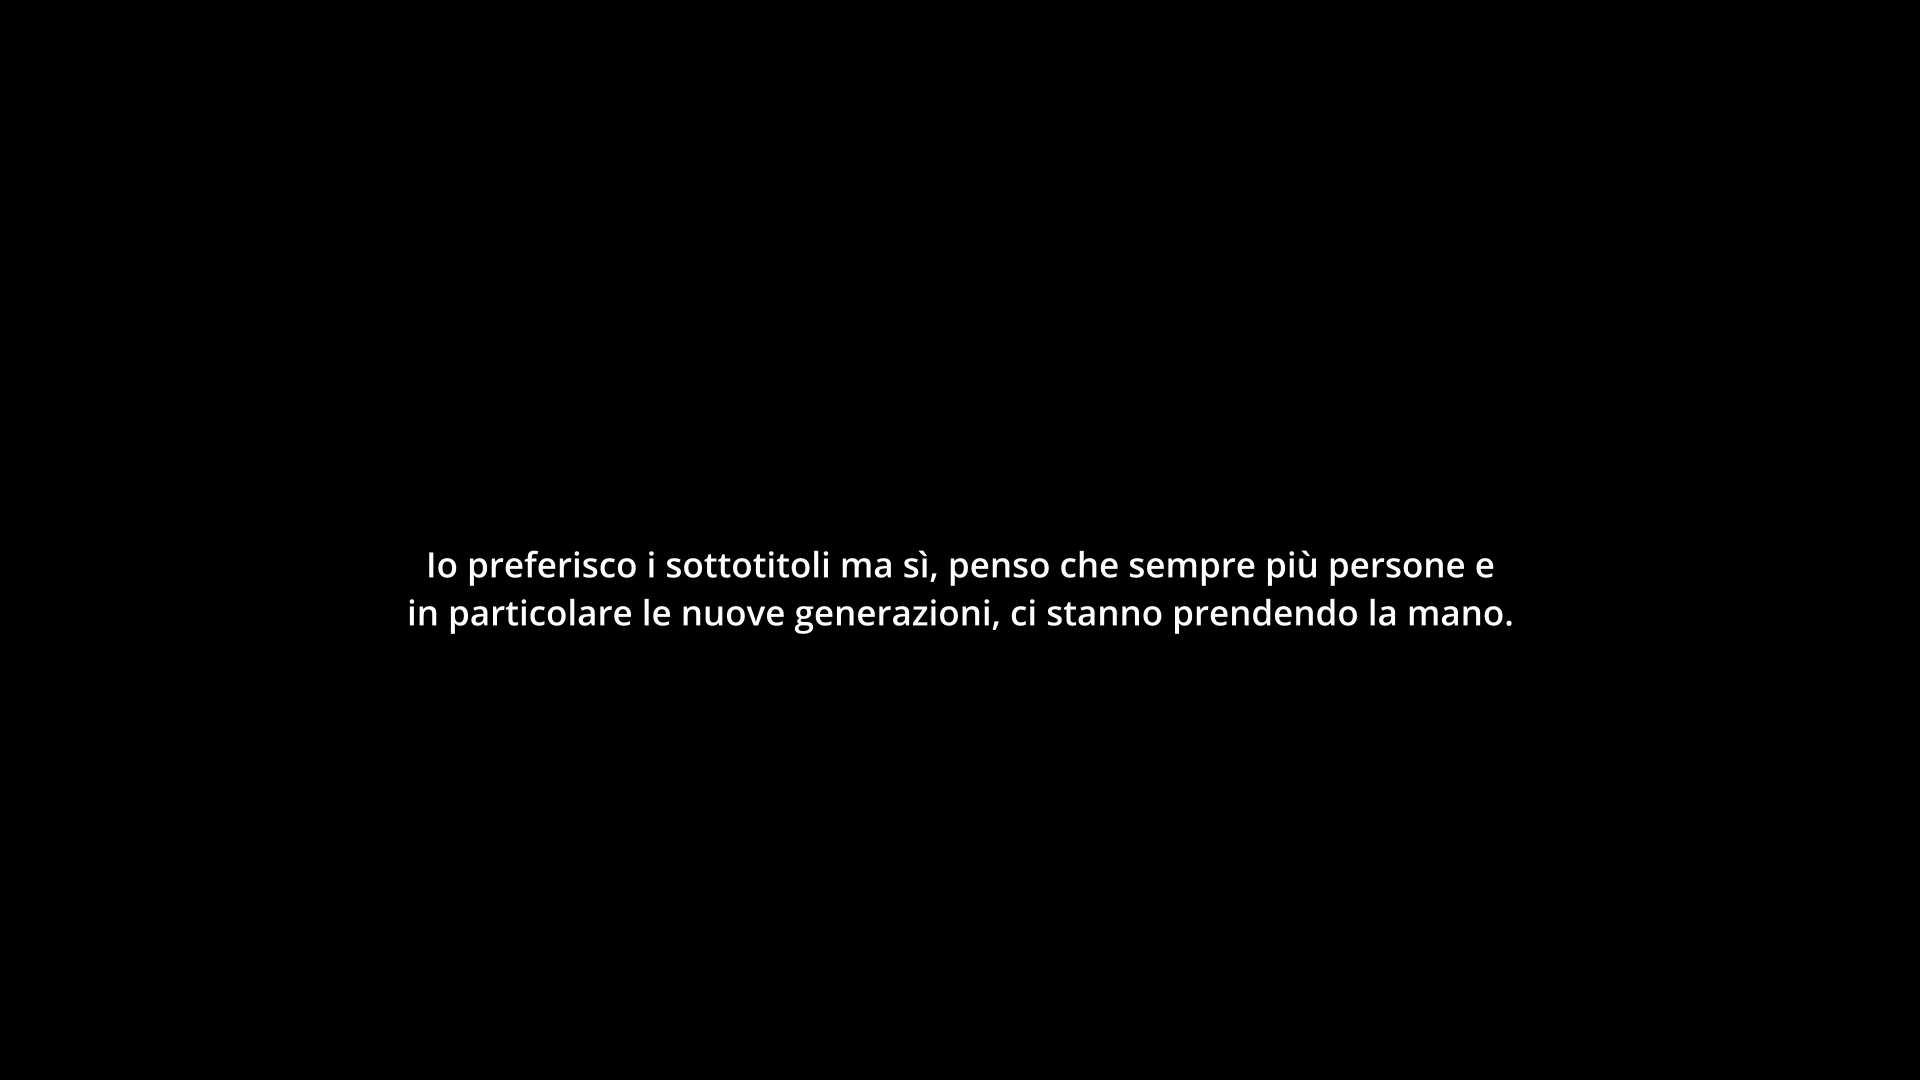 Io preferisco i sottotitoli ma sì, penso che sempre più persone e
in particolare le nuove generazioni, ci stanno prendendo la mano.